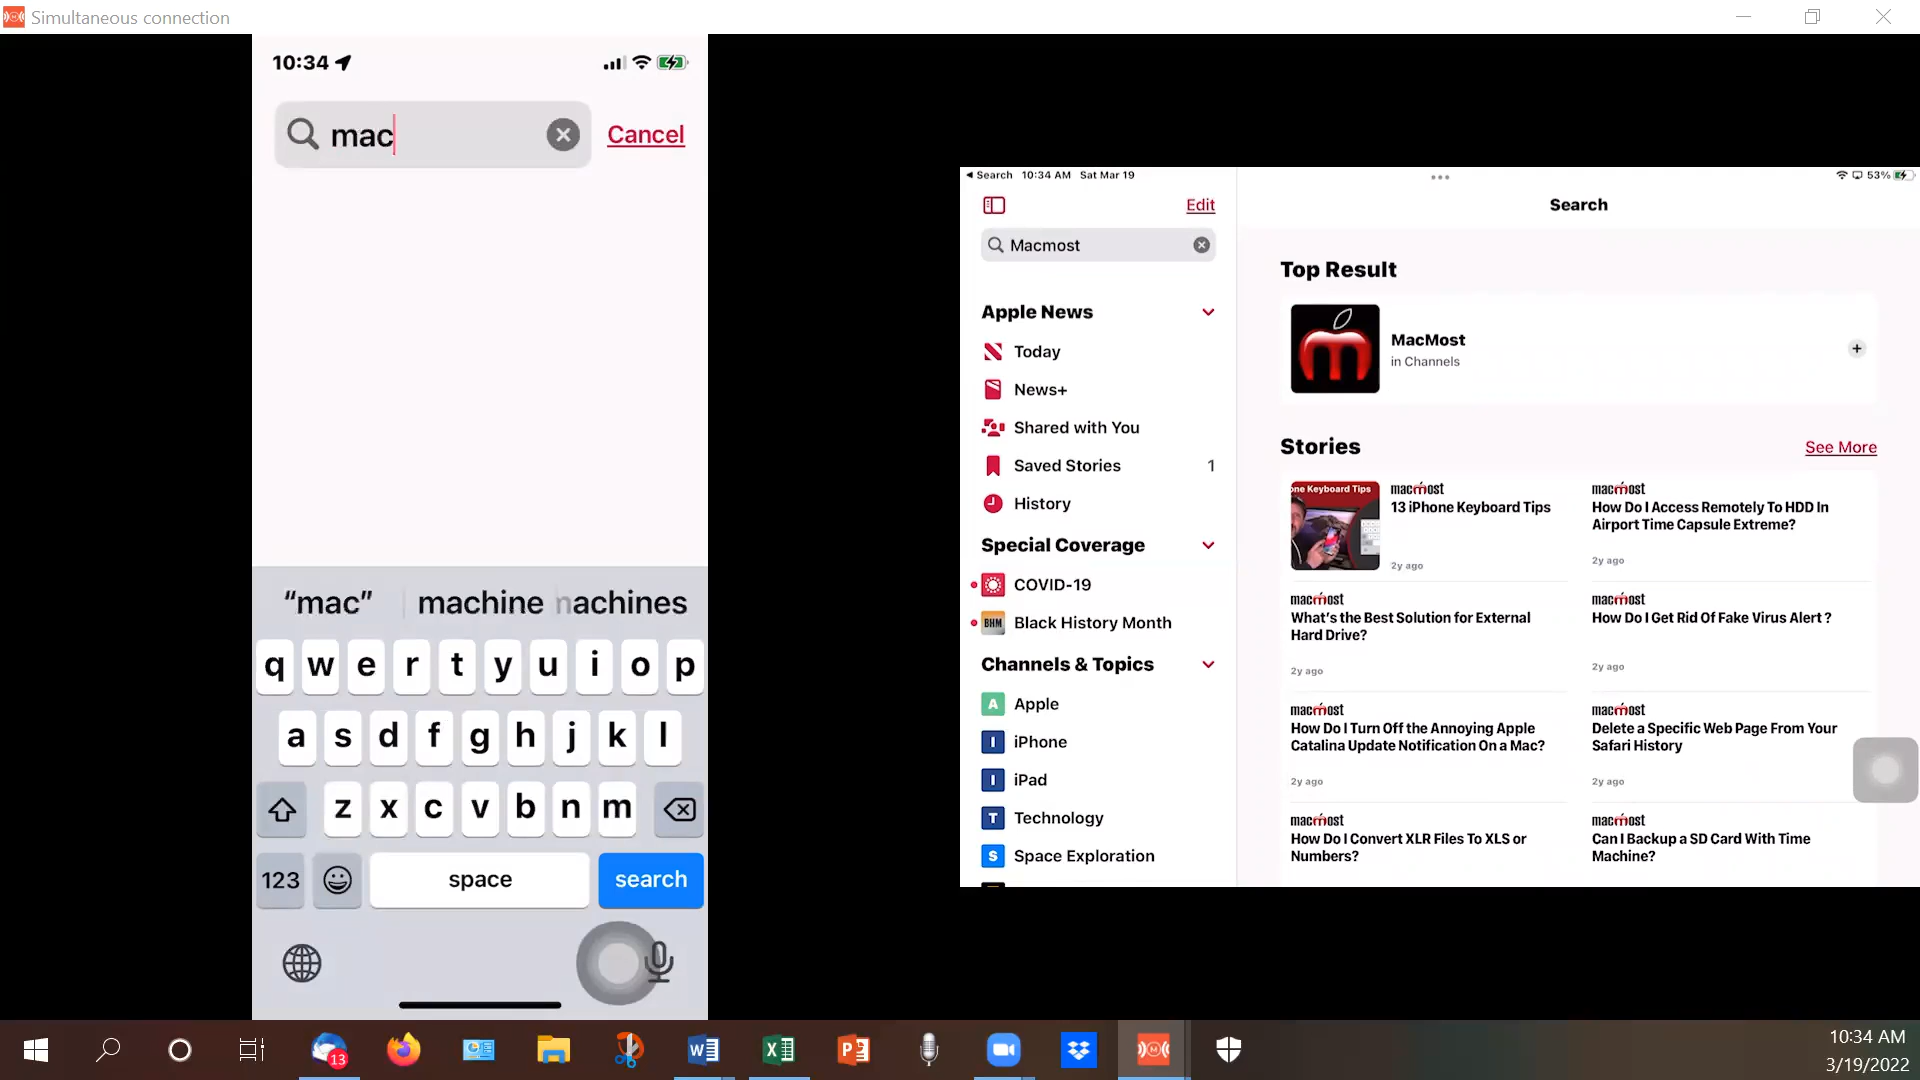 Simultaneous connection
10:34
mac
Cancel
"mac"
machine
achines
q w e r t y u i o p
a s d f g h j k l
z x c v b n m
123
space
search
Search 10:34 AM Sat Mar 19
53%
Edit
Macmost
Apple News
Today
News+
Shared with You
Saved Stories 1
History
Special Coverage
COVID-19
BHM Black History Month
Channels & Topics
A Apple
I iPhone
I iPad
T Technology
S Space Exploration
Search
Top Result
m
MacMost
in Channels
+
Stories
See More
one Keyboard Tips
macmost
13 iPhone Keyboard Tips
2y ago
macmost
How Do I Access Remotely To HDD In
Airport Time Capsule Extreme?
2y ago
macmost
What's the Best Solution for External
Hard Drive?
2y ago
macmost
How Do I Get Rid Of Fake Virus Alert ?
2y ago
macmost
How Do I Turn Off the Annoying Apple
Catalina Update Notification On a Mac?
2y ago
macmost
Delete a Specific Web Page From Your
Safari History
2y ago
macmost
How Do I Convert XLR Files To XLS or
Numbers?
macmost
Can I Backup a SD Card With Time
Machine?
13
W
X
P
M
10:34 AM
3/19/2022